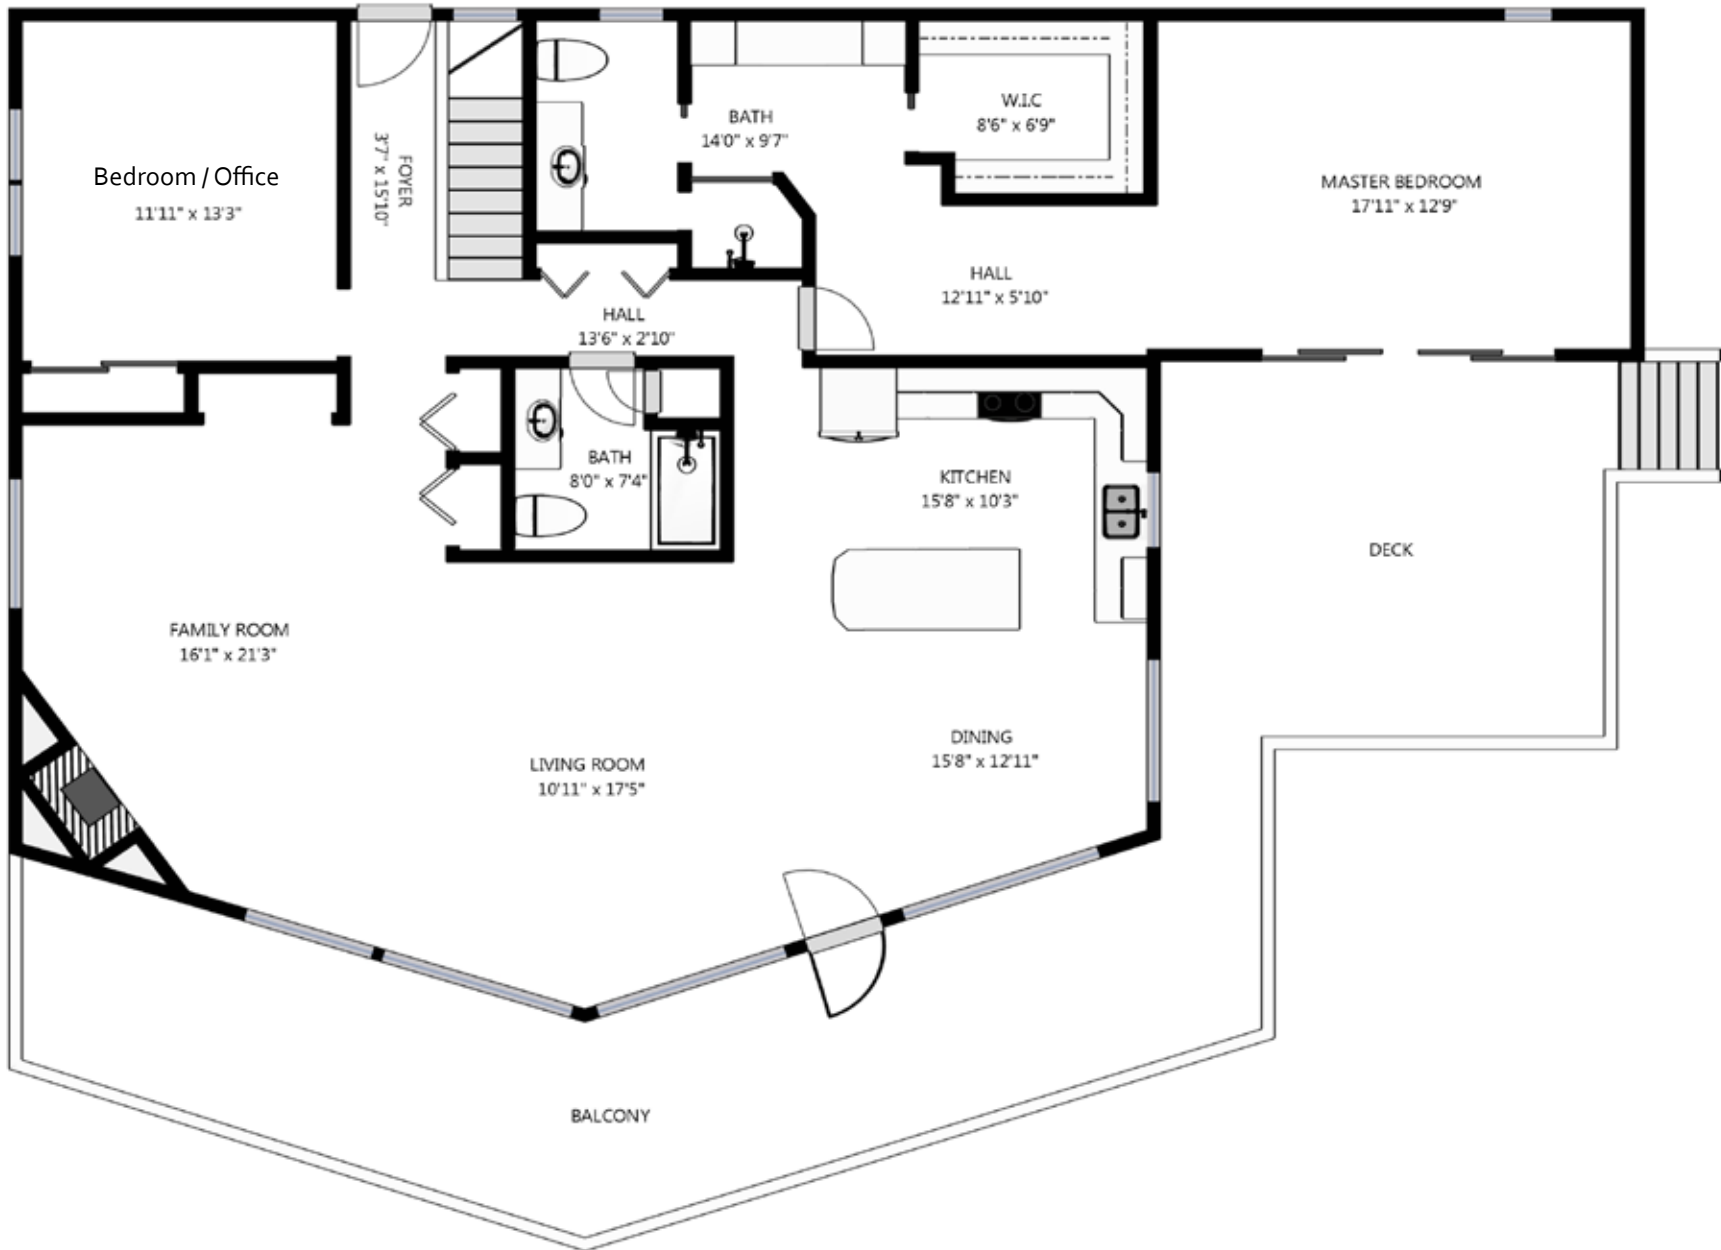 Bedroom / Office
11'11" x 13'3"
FOYER
3'7" x 15'10"
BATH
14'0" x 9'7"
W.I.C
8'6" x 6'9"
MASTER BEDROOM
17'11" x 12'9"
HALL
12'11" x 5'10"
HALL
13'6" x 2'10"
BATH
8'0" x 7'4"
KITCHEN
15'8" x 10'3"
DECK
FAMILY ROOM
16'1" x 21'3"
LIVING ROOM
10'11" x 17'5"
DINING
15'8" x 12'11"
BALCONY